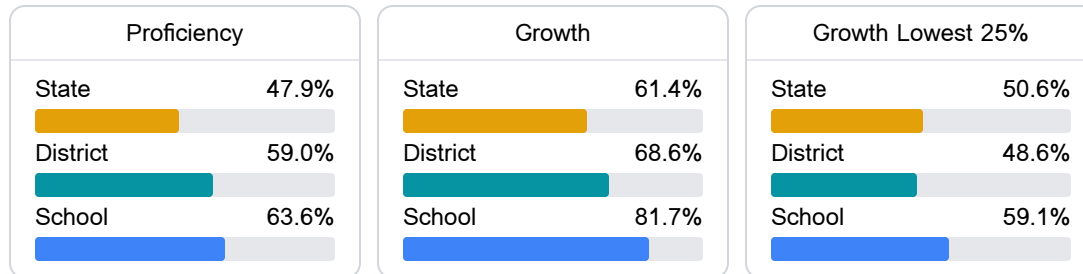 Proficiency
State 47.9%
District 59.0%
School 63.6%
Growth
State 61.4%
District 68.6%
School 81.7%
Growth Lowest 25%
State 50.6%
District 48.6%
School 59.1%